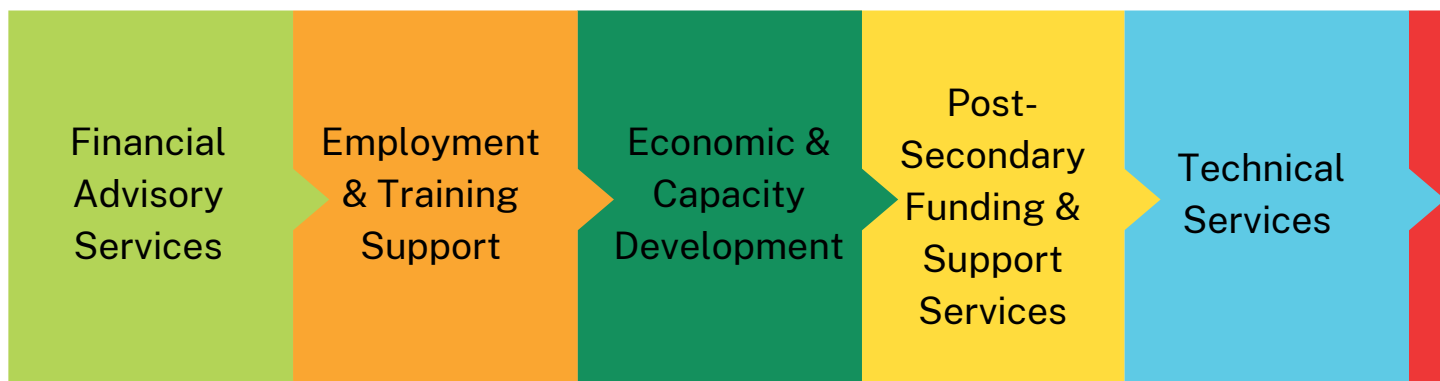 Financial
Advisory
Services
Employment
& Training
Support
Economic &
Capacity
Development
Post-
Secondary
Funding &
Support
Services
Technical
Services